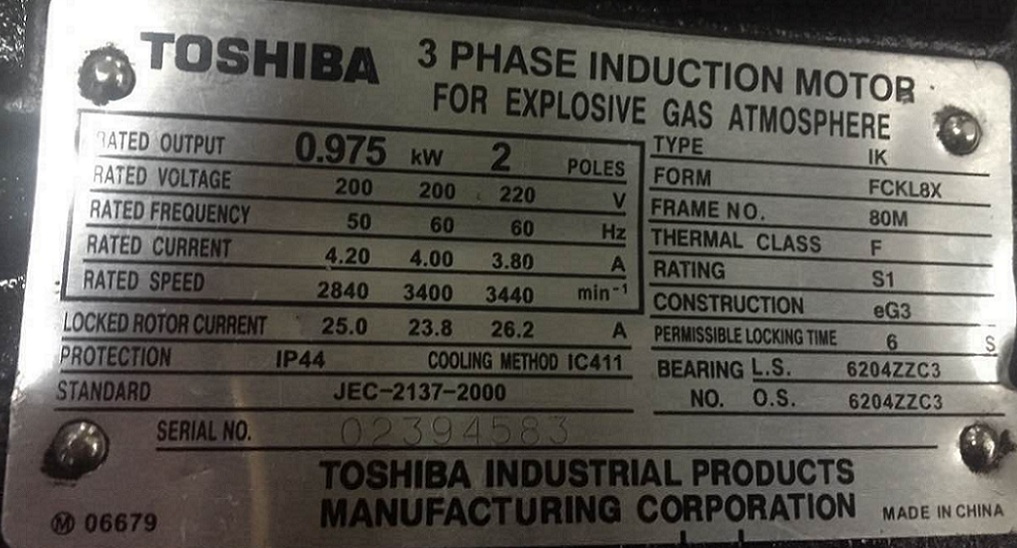 TOSHIBA 3 PHASE INDUCTION MOTOR
FOR EXPLOSIVE GAS ATMOSPHERE
RATED OUTPUT 0.975 kW 2 POLES
RATED VOLTAGE 200 200 220 V
RATED FREQUENCY 50 60 60 Hz
RATED CURRENT 4.20 4.00 3.80 A
RATED SPEED 2840 3400 3440 min⁻¹
LOCKED ROTOR CURRENT 25.0 23.8 26.2 A
PROTECTION IP44 COOLING METHOD IC411
STANDARD JEC-2137-2000
TYPE IK
FORM FCKL8X
FRAME NO. 80M
THERMAL CLASS F
RATING S1
CONSTRUCTION eG3
PERMISSIBLE LOCKING TIME 6 S
BEARING L.S. 6204ZZC3
NO. O.S. 6204ZZC3
SERIAL NO. 02394583
TOSHIBA INDUSTRIAL PRODUCTS
MANUFACTURING CORPORATION
Ⓜ 06679
MADE IN CHINA